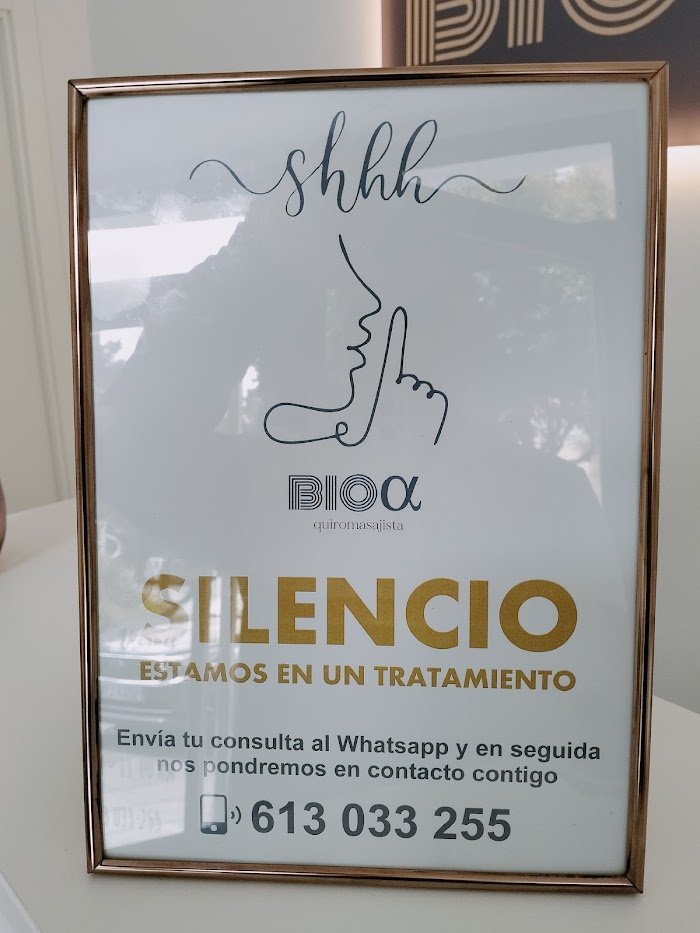 BIO
shhh
BIOα
quiromasajista
SILENCIO
ESTAMOS EN UN TRATAMIENTO
Envía tu consulta al Whatsapp y en seguida
nos pondremos en contacto contigo
613 033 255